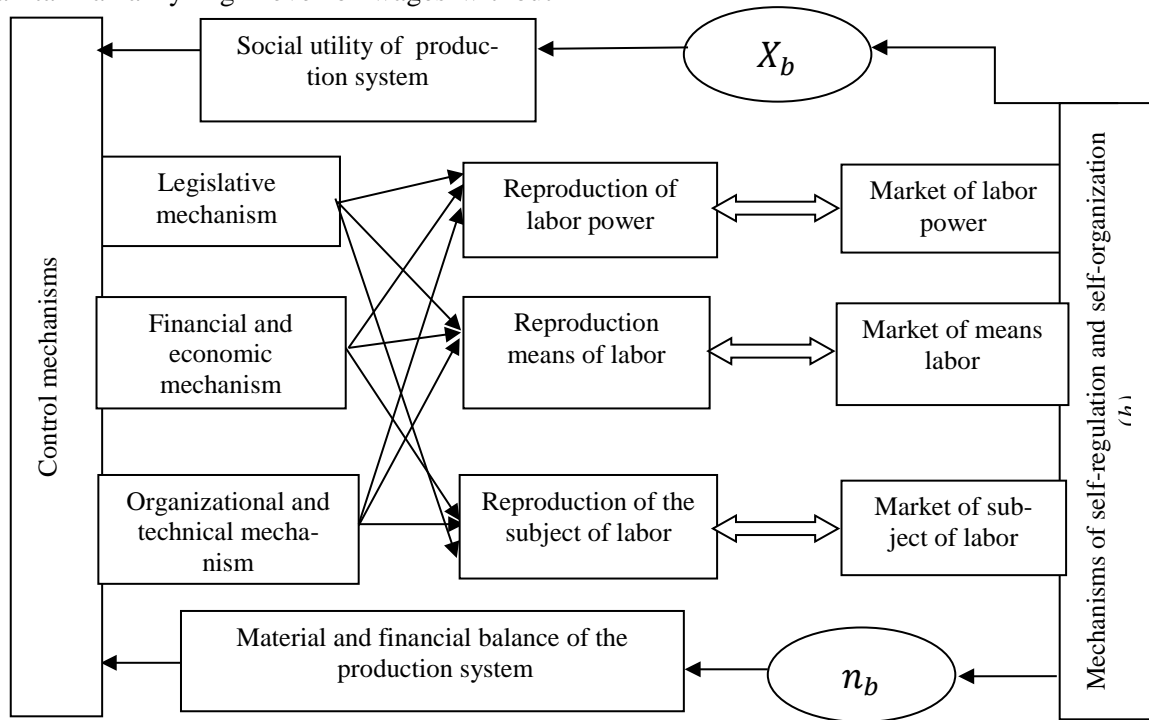 Social utility of produc-
tion system
X_b
Legislative
mechanism
Reproduction of
labor power
Market of labor
power
Financial and
economic
mechanism
Reproduction
means of labor
Market of means
labor
Organizational and
technical mecha-
nism
Reproduction of the
subject of labor
Market of sub-
ject of labor
Material and financial balance of the
production system
n_b
Control mechanisms
Mechanisms of self-regulation and self-organization